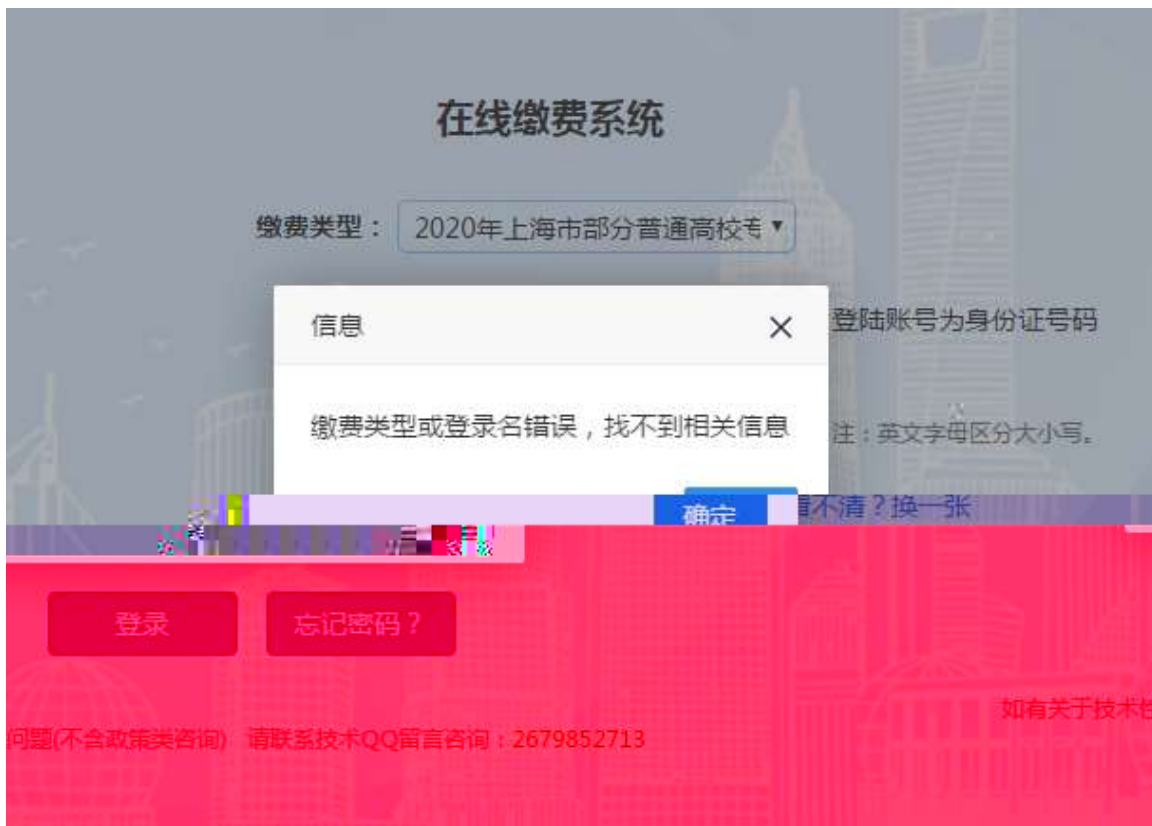 在线缴费系统
缴费类型： 2020年上海市部分普通高校专
信息
登陆账号为身份证号码
缴费类型或登录名错误，找不到相关信息
注：英文字母区分大小写。
确定
看不清？换一张
登录 忘记密码？
如有关于技术性
问题(不含政策类咨询) 请联系技术QQ留言咨询：2679852713